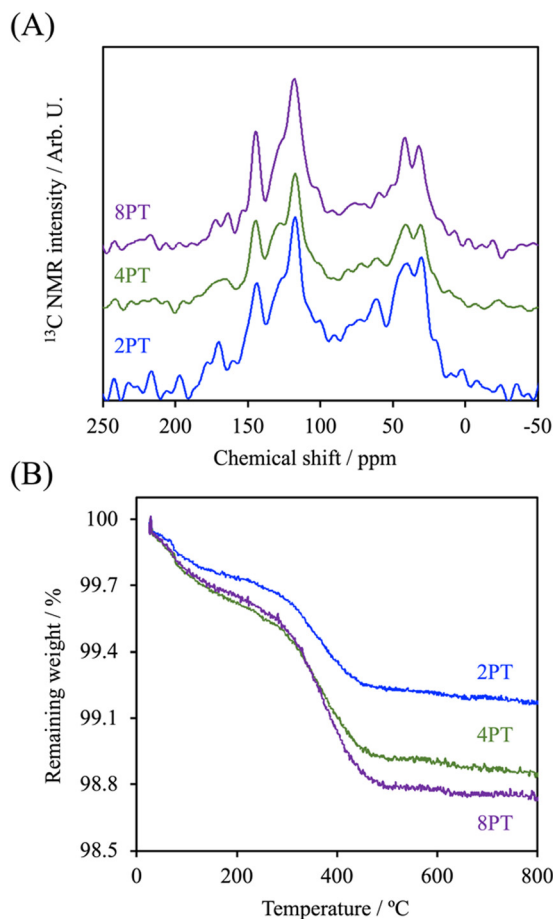 (A)
¹³C NMR intensity / Arb. U.
8PT
4PT
2PT
250 200 150 100 50 0 -50
Chemical shift / ppm
(B)
Remaining weight / %
100
99.7
99.4
99.1
98.8
98.5
2PT
4PT
8PT
0 200 400 600 800
Temperature / ºC